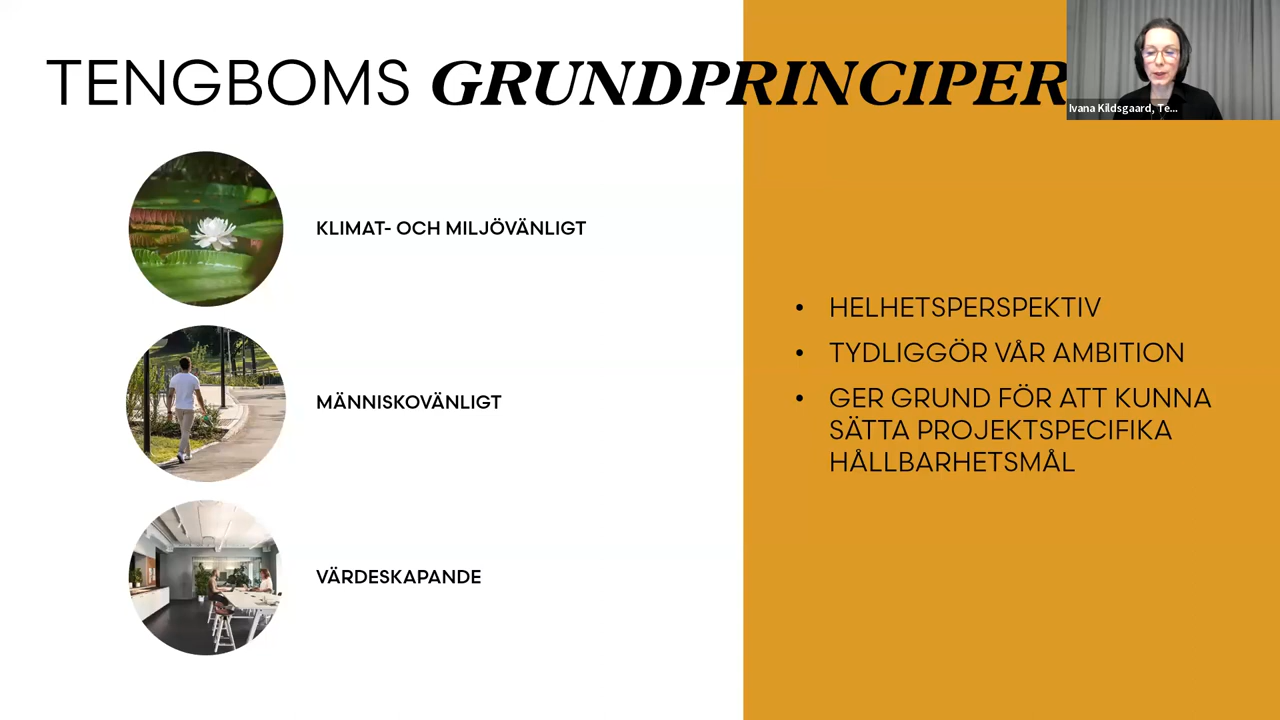 TENGBOMS GRUNDPRINCIPER
Ivana Kildsgaard, Te...
KLIMAT- OCH MILJÖVÄNLIGT
MÄNNISKOVÄNLIGT
VÄRDESKAPANDE
• HELHETSPERSPEKTIV
• TYDLIGGÖR VÅR AMBITION
• GER GRUND FÖR ATT KUNNA
SÄTTA PROJEKTSPECIFIKA
HÅLLBARHETSMÅL